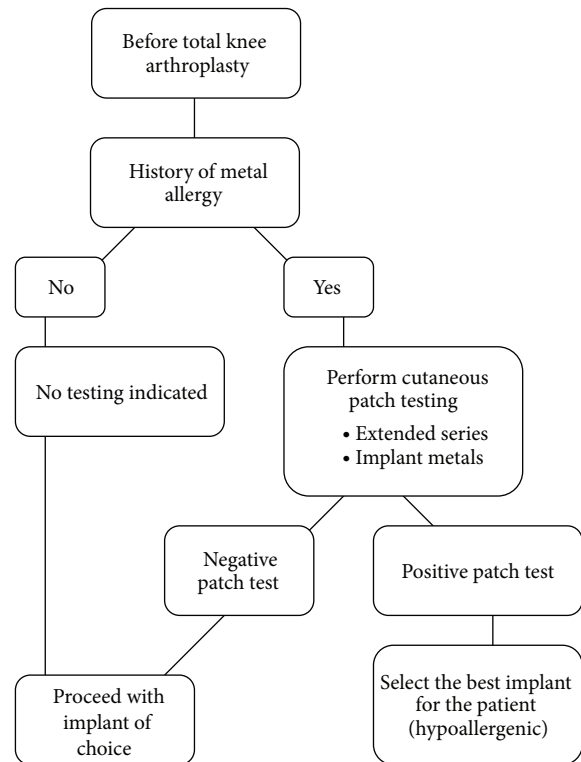 Before total knee
arthroplasty
History of metal
allergy
No
Yes
No testing indicated
Perform cutaneous
patch testing
• Extended series
• Implant metals
Negative
patch test
Positive patch test
Proceed with
implant of
choice
Select the best implant
for the patient
(hypoallergenic)